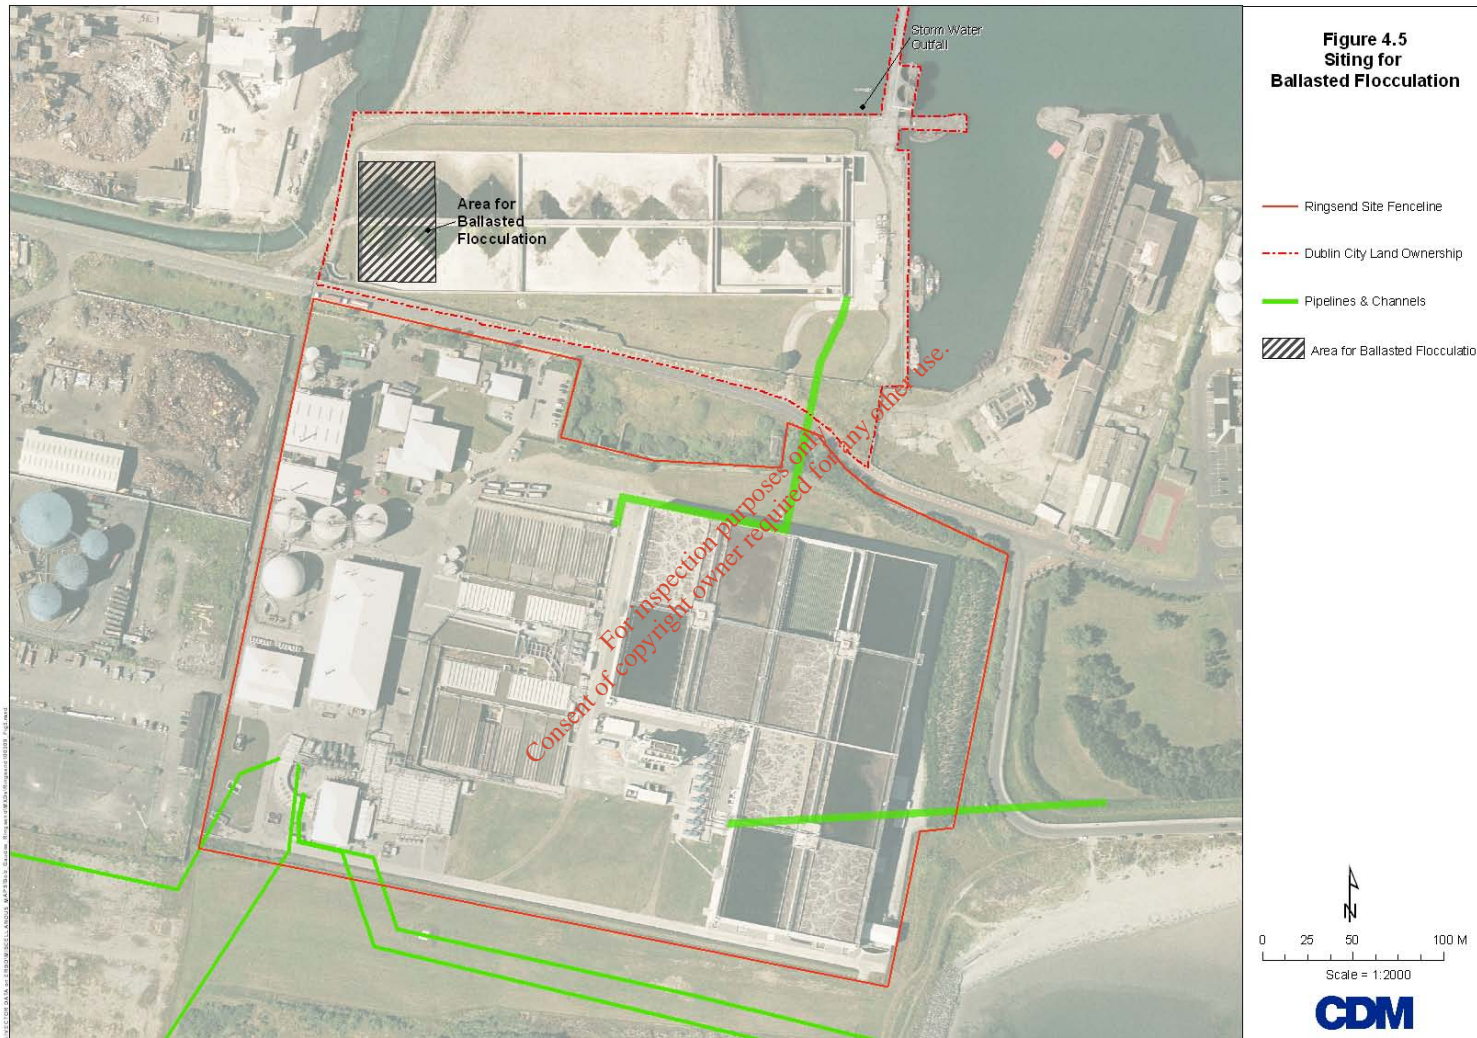 Storm Water
Outfall
Area for
Ballasted
Flocculation
For inspection purposes only.
Consent of copyright owner required for any other use.
Figure 4.5
Siting for
Ballasted Flocculation
Ringsend Site Fenceline
Dublin City Land Ownership
Pipelines & Channels
Area for Ballasted Flocculatio
N
0 25 50 100 M
Scale = 1:2000
CDM